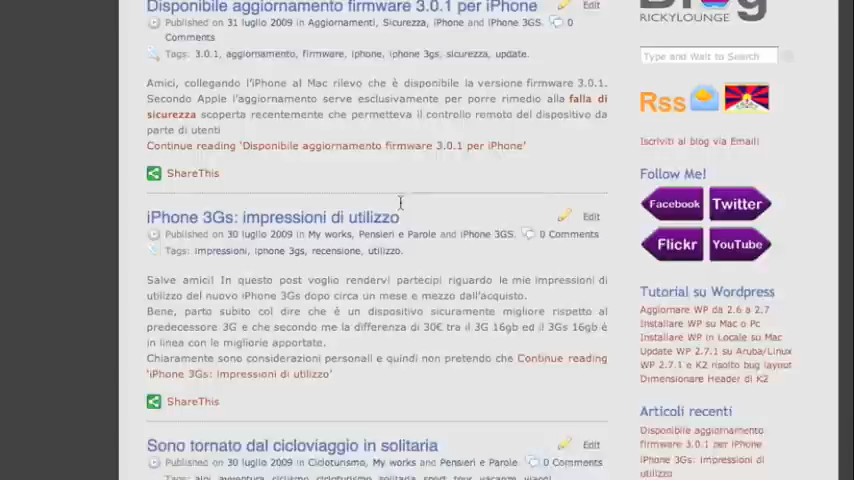 Disponibile aggiornamento firmware 3.0.1 per iPhone
Edit
Published on 31 luglio 2009 in Aggiornamenti, Sicurezza, iPhone and iPhone 3GS. 0
Comments
Tags: 3.0.1, aggiornamento, firmware, iphone, iphone 3gs, sicurezza, update.
Amici, collegando l'iPhone al Mac rilevo che è disponibile la versione firmware 3.0.1.
Secondo Apple l'aggiornamento serve esclusivamente per porre rimedio alla falla di
sicurezza scoperta recentemente che permetteva il controllo remoto del dispositivo da
parte di utenti
Continue reading 'Disponibile aggiornamento firmware 3.0.1 per iPhone'
ShareThis
iPhone 3Gs: impressioni di utilizzo
Edit
Published on 30 luglio 2009 in My works, Pensieri e Parole and iPhone 3GS. 0 Comments
Tags: impressioni, iphone 3gs, recensione, utilizzo.
Salve amici! In questo post voglio rendervi partecipi riguardo le mie impressioni di
utilizzo del nuovo iPhone 3Gs dopo circa un mese e mezzo dall'acquisto.
Bene, parto subito col dire che è un dispositivo sicuramente migliore rispetto al
predecessore 3G e che secondo me la differenza di 30€ tra il 3G 16gb ed il 3Gs 16gb è
in linea con le migliorie apportate.
Chiaramente sono considerazioni personali e quindi non pretendo che Continue reading
'iPhone 3Gs: impressioni di utilizzo'
ShareThis
Sono tornato dal cicloviaggio in solitaria
Edit
Published on 30 luglio 2009 in Cicloturismo, My works and Pensieri e Parole. 0 Comments
Tags: alpi, avventura, ciclismo, cicloturismo, solitaria, sport, tour, vacanze, viaggi.
Blog
RICKYLOUNGE
Type and Wait to Search
Rss
Iscriviti al blog via Email!
Follow Me!
Facebook Twitter
Flickr YouTube
Tutorial su Wordpress
Aggiornare WP da 2.6 a 2.7
Installare WP su Mac o Pc
Installare WP in Locale su Mac
Update WP 2.7.1 su Aruba/Linux
WP 2.7.1 e K2 risolto bug layout
Dimensionare Header di K2
Articoli recenti
Disponibile aggiornamento
firmware 3.0.1 per iPhone
iPhone 3Gs: impressioni di
utilizzo